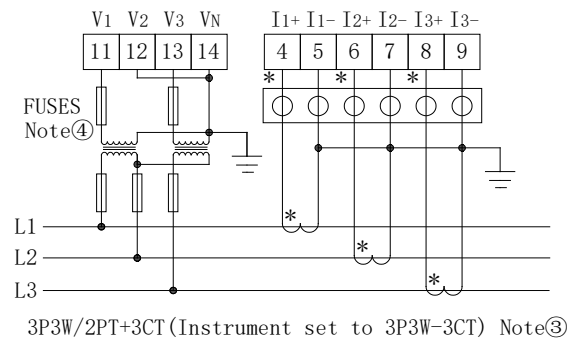 V1 V2 V3 VN I1+ I1- I2+ I2- I3+ I3-
11 12 13 14 4 5 6 7 8 9
* * *
FUSES
Note④
L1 *
L2 *
L3 *
3P3W/2PT+3CT(Instrument set to 3P3W-3CT) Note③